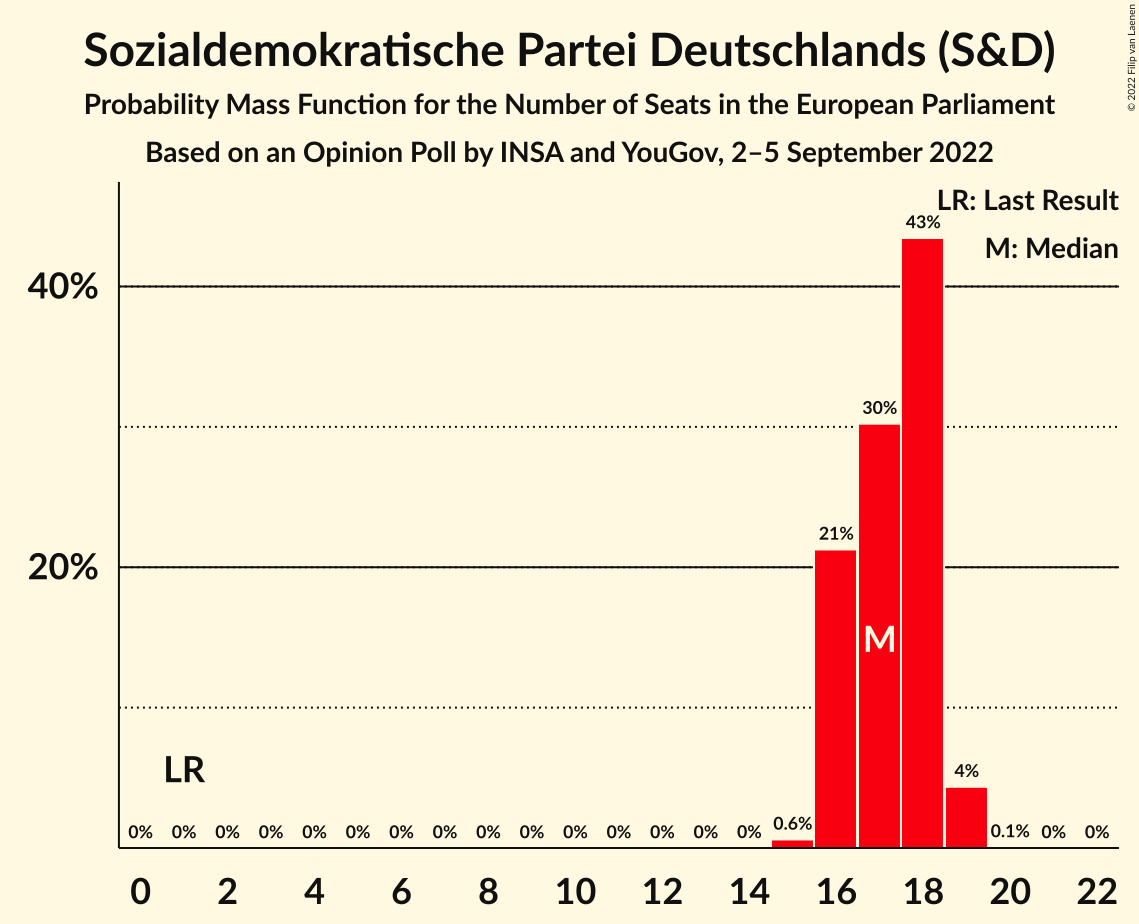 Sozialdemokratische Partei Deutschlands (S&D)
Probability Mass Function for the Number of Seats in the European Parliament
Based on an Opinion Poll by INSA and YouGov, 2–5 September 2022
© 2022 Filip van Laenen
LR: Last Result
M: Median
40%
20%
43%
30%
21%
M
LR
4%
0% 0% 0% 0% 0% 0% 0% 0% 0% 0% 0% 0% 0% 0% 0% 0.6% 0.1% 0% 0%
0 2 4 6 8 10 12 14 16 18 20 22